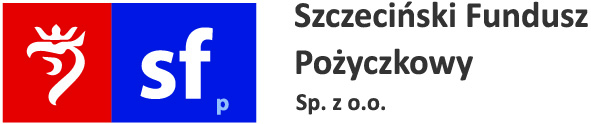 sf
p
Szczeciński Fundusz
Pożyczkowy
Sp. z o.o.